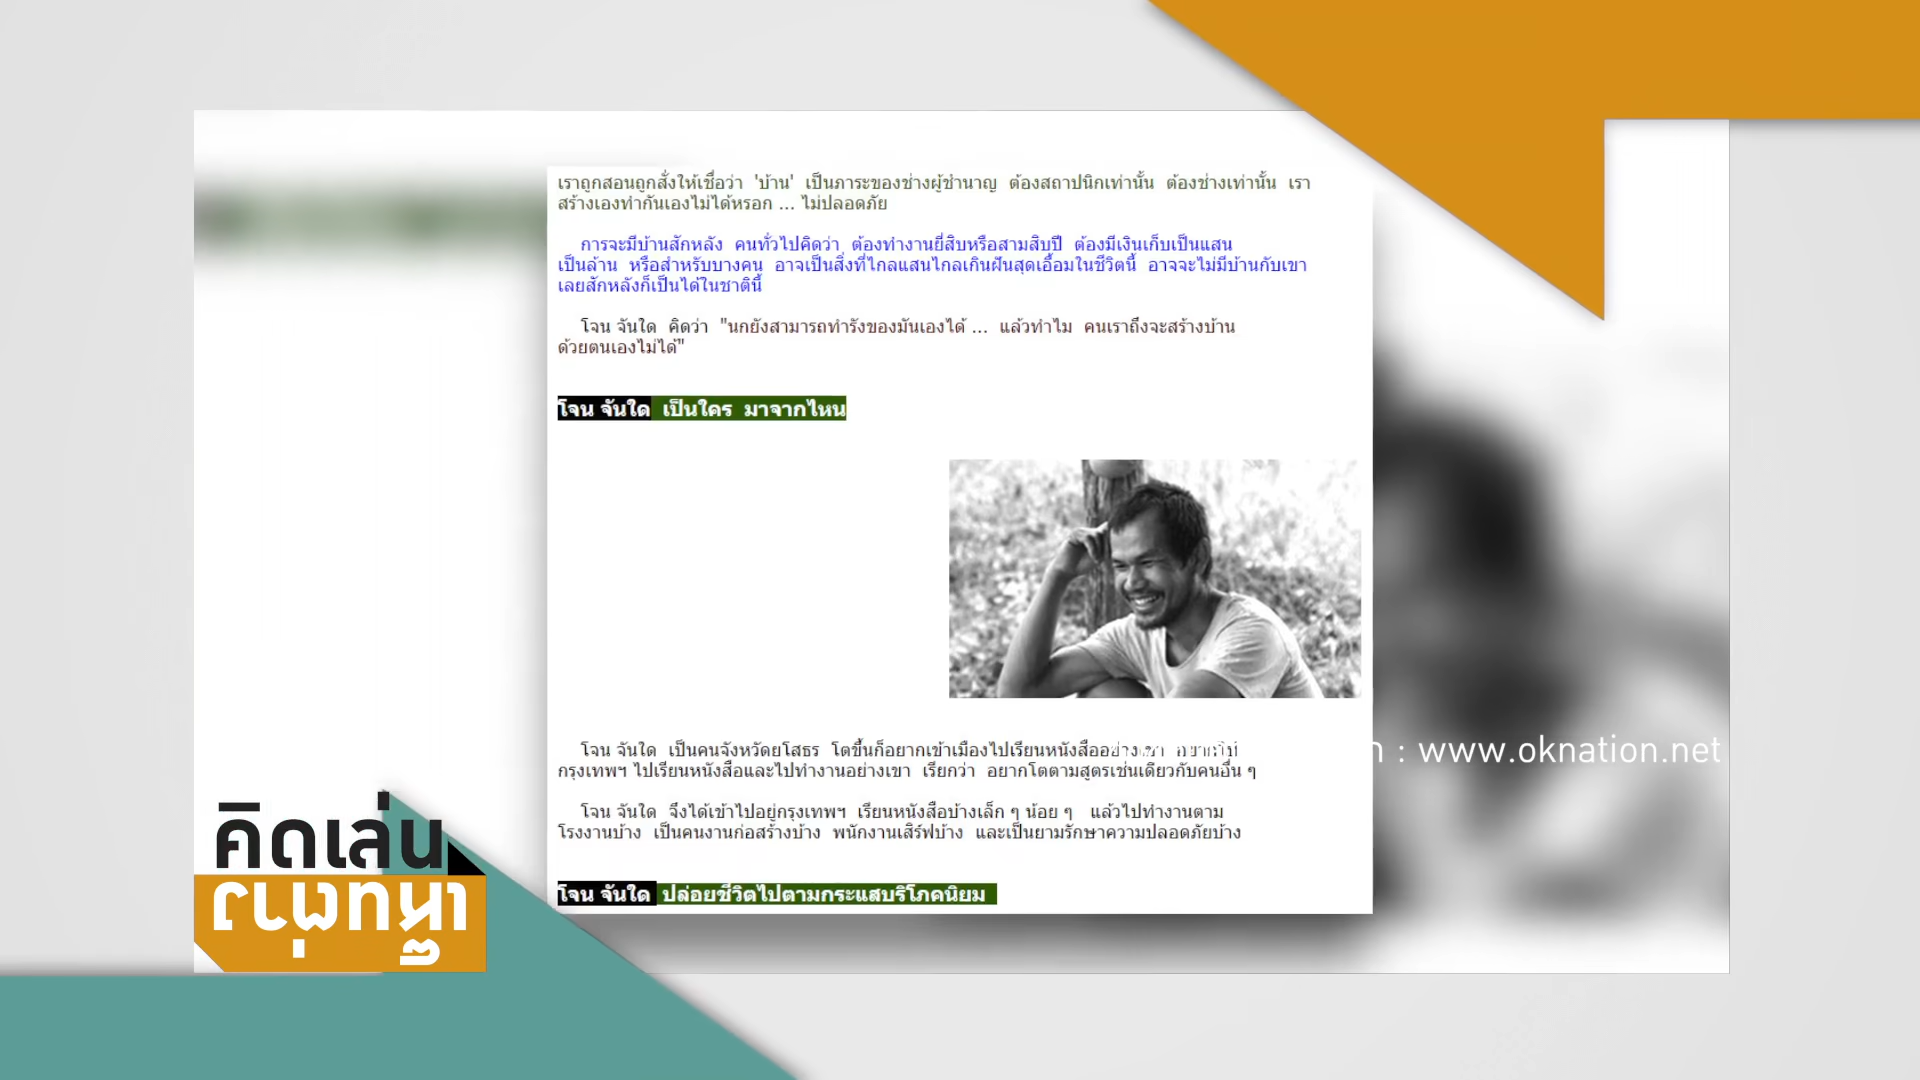 เราถูกสอนถูกสั่งให้เชื่อว่า 'บ้าน' เป็นภาระของช่างผู้ชำนาญ ต้องสถาปนิกเท่านั้น ต้องช่างเท่านั้น เรา
สร้างเองทำกันเองไม่ได้หรอก ... ไม่ปลอดภัย
การจะมีบ้านสักหลัง คนทั่วไปคิดว่า ต้องทำงานยี่สิบหรือสามสิบปี ต้องมีเงินเก็บเป็นแสน
เป็นล้าน หรือสำหรับบางคน อาจเป็นสิ่งที่ไกลแสนไกลเกินฝันสุดเอื้อมในชีวิตนี้ อาจจะไม่มีบ้านกับเขา
เลยสักหลังก็เป็นได้ในชาตินี้
โจน จันใด คิดว่า "นกยังสามารถทำรังของมันเองได้ ... แล้วทำไม คนเราถึงจะสร้างบ้าน
ด้วยตนเองไม่ได้"
โจน จันใด เป็นใคร มาจากไหน
โจน จันใด เป็นคนจังหวัดยโสธร โตขึ้นก็อยากเข้าเมืองไปเรียนหนังสืออย่างเขา อยากไป
กรุงเทพฯ ไปเรียนหนังสือและไปทำงานอย่างเขา เรียกว่า อยากโตตามสูตรเช่นเดียวกับคนอื่น ๆ
: www.oknation.net
โจน จันใด จึงได้เข้าไปอยู่กรุงเทพฯ เรียนหนังสือบ้างเล็ก ๆ น้อย ๆ แล้วไปทำงานตาม
โรงงานบ้าง เป็นคนงานก่อสร้างบ้าง พนักงานเสิร์ฟบ้าง และเป็นยามรักษาความปลอดภัยบ้าง
โจน จันใด ปล่อยชีวิตไปตามกระแสบริโภคนิยม
คิดเล่น